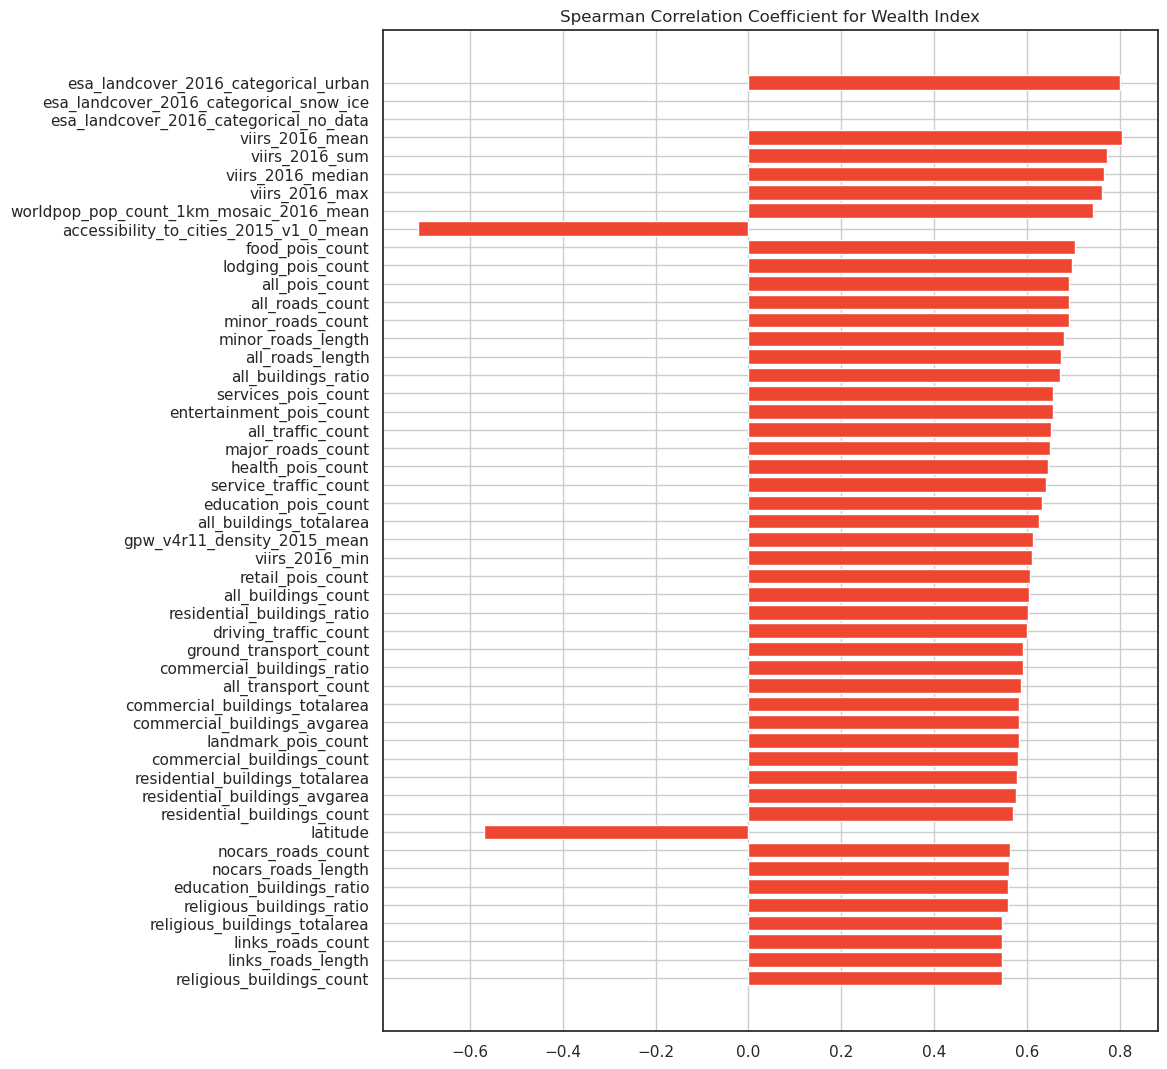 Spearman Correlation Coefficient for Wealth Index
esa_landcover_2016_categorical_urban
esa_landcover_2016_categorical_snow_ice
esa_landcover_2016_categorical_no_data
viirs_2016_mean
viirs_2016_sum
viirs_2016_median
viirs_2016_max
worldpop_pop_count_1km_mosaic_2016_mean
accessibility_to_cities_2015_v1_0_mean
food_pois_count
lodging_pois_count
all_pois_count
all_roads_count
minor_roads_count
minor_roads_length
all_roads_length
all_buildings_ratio
services_pois_count
entertainment_pois_count
all_traffic_count
major_roads_count
health_pois_count
service_traffic_count
education_pois_count
all_buildings_totalarea
gpw_v4r11_density_2015_mean
viirs_2016_min
retail_pois_count
all_buildings_count
residential_buildings_ratio
driving_traffic_count
ground_transport_count
commercial_buildings_ratio
all_transport_count
commercial_buildings_totalarea
commercial_buildings_avgarea
landmark_pois_count
commercial_buildings_count
residential_buildings_totalarea
residential_buildings_avgarea
residential_buildings_count
latitude
nocars_roads_count
nocars_roads_length
education_buildings_ratio
religious_buildings_ratio
religious_buildings_totalarea
links_roads_count
links_roads_length
religious_buildings_count
−0.6 −0.4 −0.2 0.0 0.2 0.4 0.6 0.8